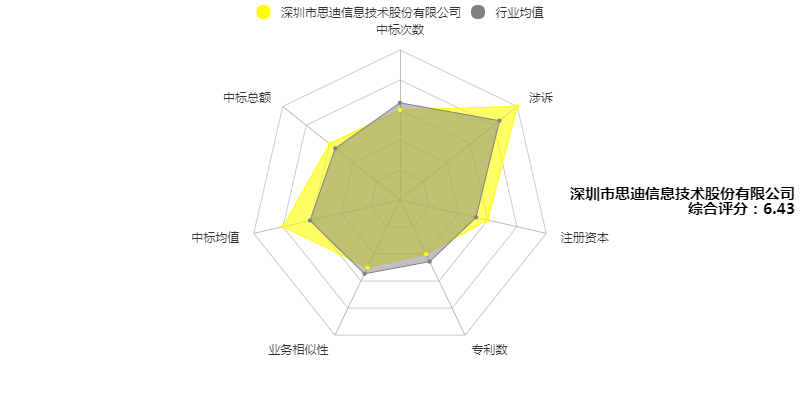 深圳市思迪信息技术股份有限公司 行业均值
中标次数
中标总额 涉诉
深圳市思迪信息技术股份有限公司
综合评分：6.43
中标均值 注册资本
业务相似性 专利数